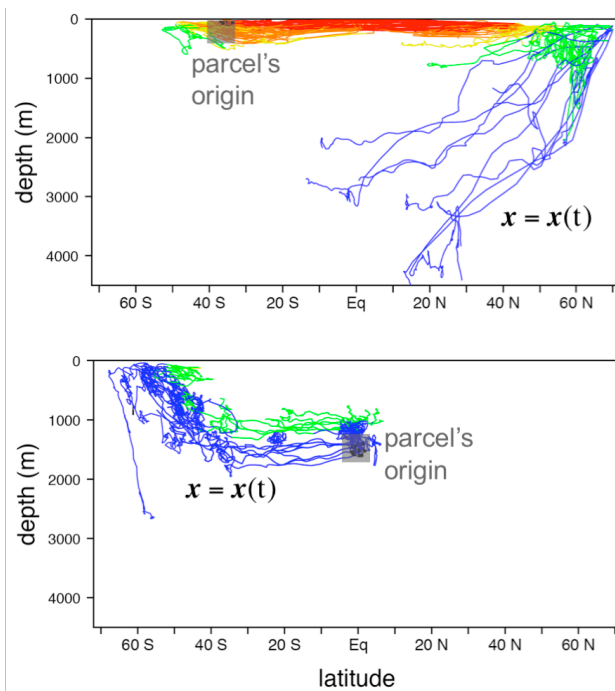 0
1000
2000
3000
4000
depth (m)
parcel's
origin
x = x(t)
60 S 40 S 20 S Eq 20 N 40 N 60 N
0
1000
2000
3000
4000
depth (m)
parcel's
origin
x = x(t)
60 S 40 S 20 S Eq 20 N 40 N 60 N
latitude